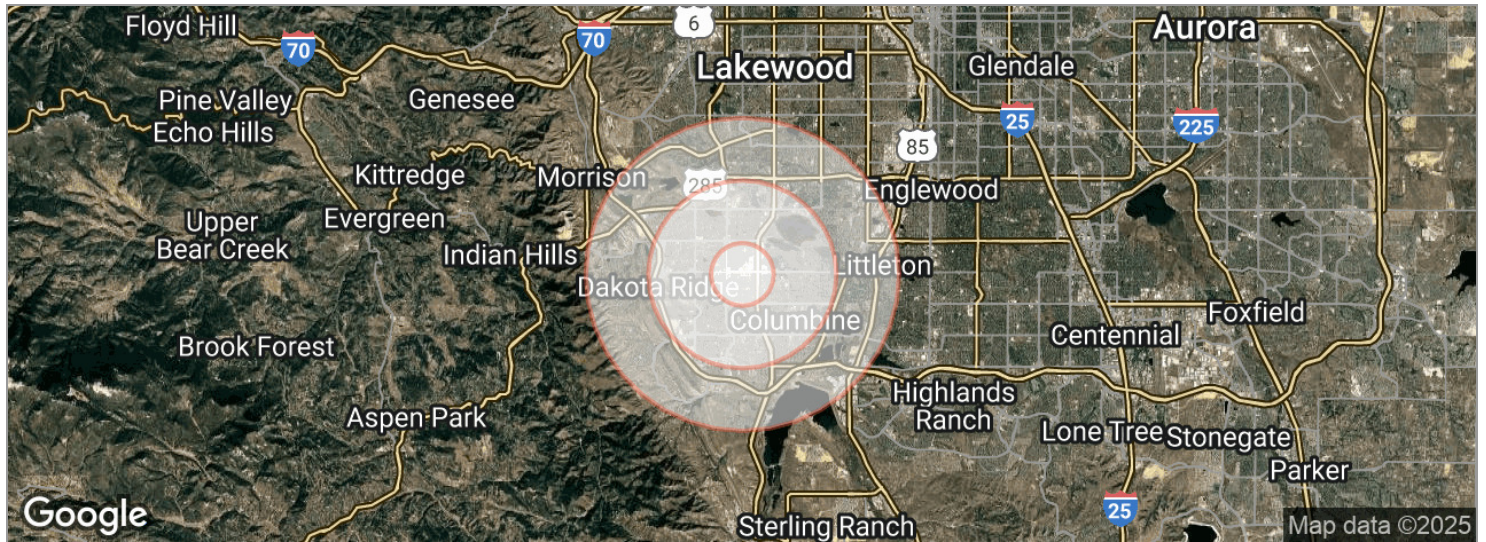 Floyd Hill
70
70
6
Aurora
Lakewood
Glendale
Pine Valley
Genesee
Echo Hills
25
225
85
Kittredge
Morrison
285
Englewood
Upper
Bear Creek
Evergreen
Indian Hills
Littleton
Dakota Ridge
Columbine
Foxfield
Centennial
Brook Forest
Highlands
Ranch
Aspen Park
Lone Tree
Stonegate
Parker
25
Google
Sterling Ranch
Map data ©2025